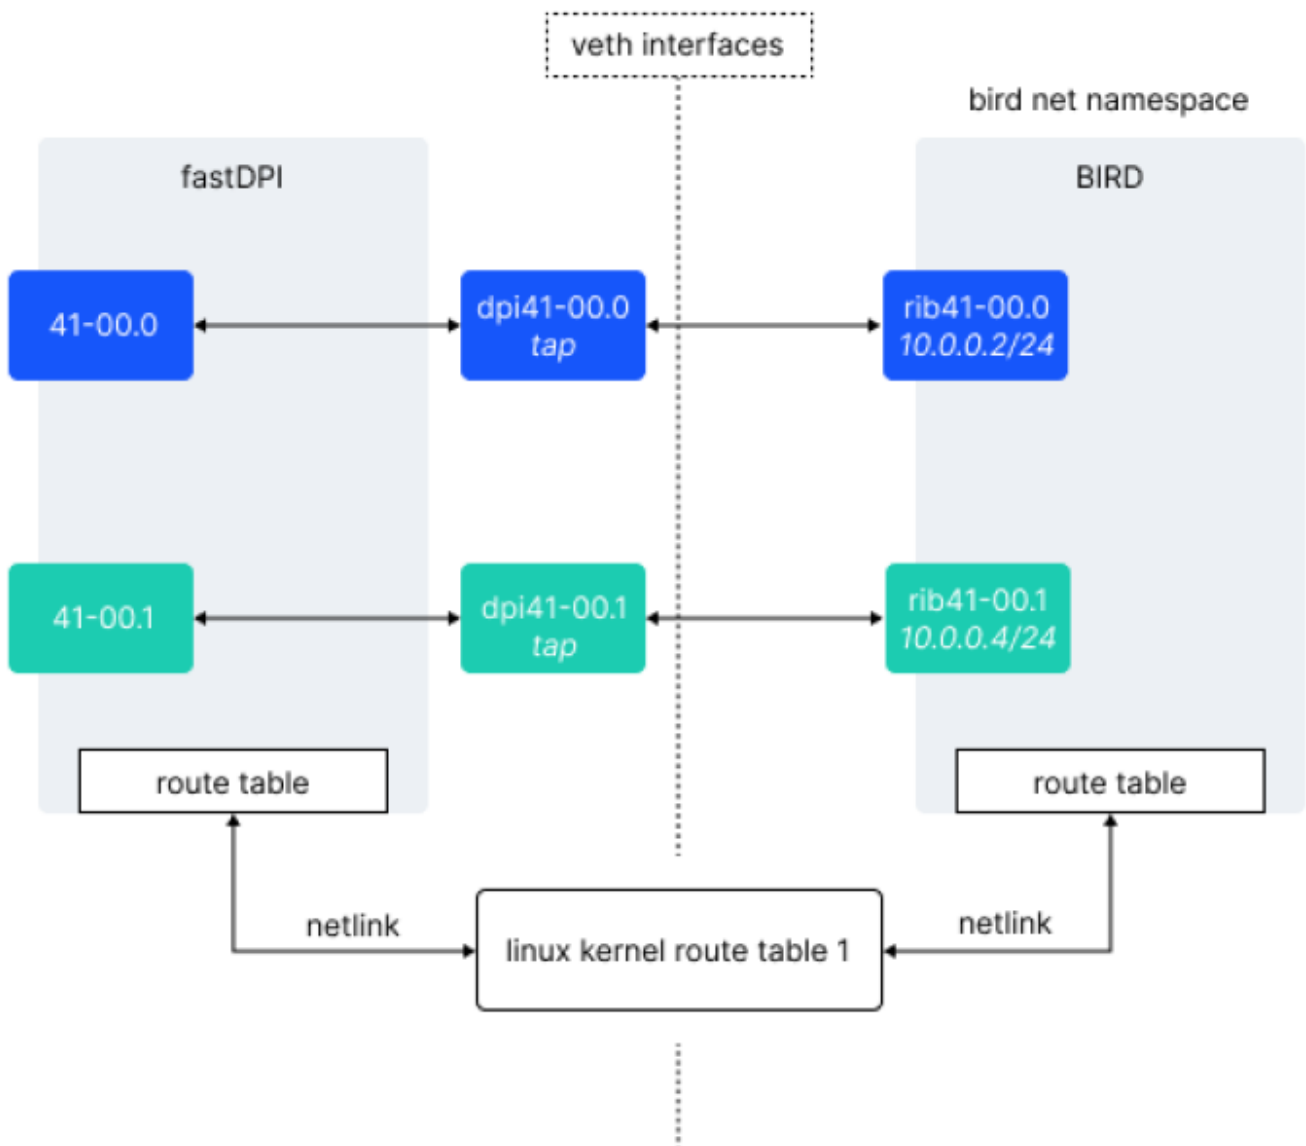 veth interfaces
bird net namespace
fastDPI
BIRD
41-00.0
dpi41-00.0
tap
rib41-00.0
10.0.0.2/24
41-00.1
dpi41-00.1
tap
rib41-00.1
10.0.0.4/24
route table
route table
netlink
netlink
linux kernel route table 1